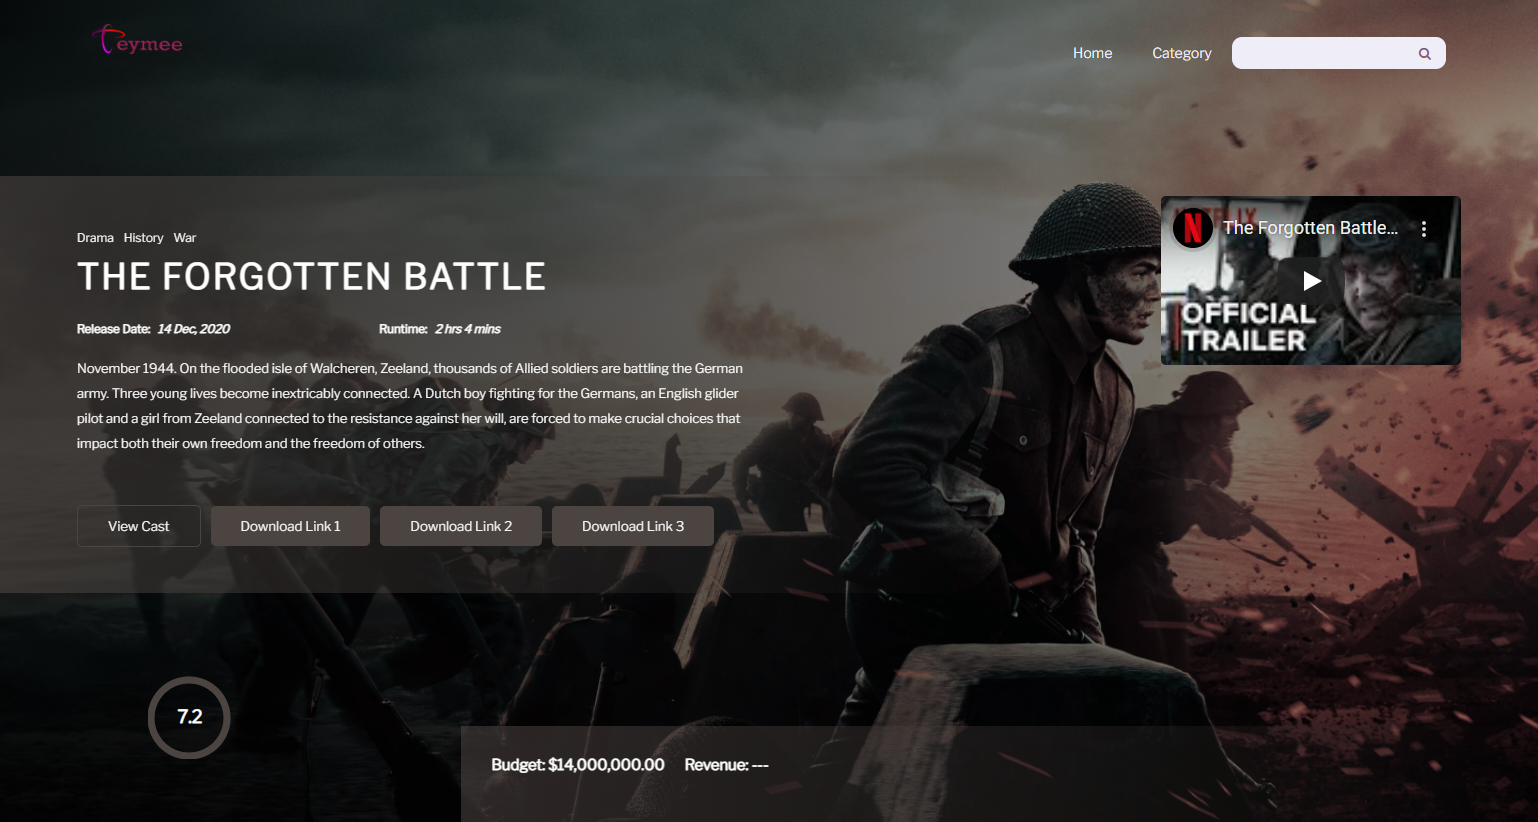 Teymee
Home Category
Drama History War
THE FORGOTTEN BATTLE
Release Date: 14 Dec, 2020 Runtime: 2 hrs 4 mins
November 1944. On the flooded isle of Walcheren, Zeeland, thousands of Allied soldiers are battling the German
army. Three young lives become inextricably connected. A Dutch boy fighting for the Germans, an English glider
pilot and a girl from Zeeland connected to the resistance against her will, are forced to make crucial choices that
impact both their own freedom and the freedom of others.
View Cast Download Link 1 Download Link 2 Download Link 3
NETFLIX
N The Forgotten Battle...
OFFICIAL
TRAILER
7.2
Budget: $14,000,000.00 Revenue: ---